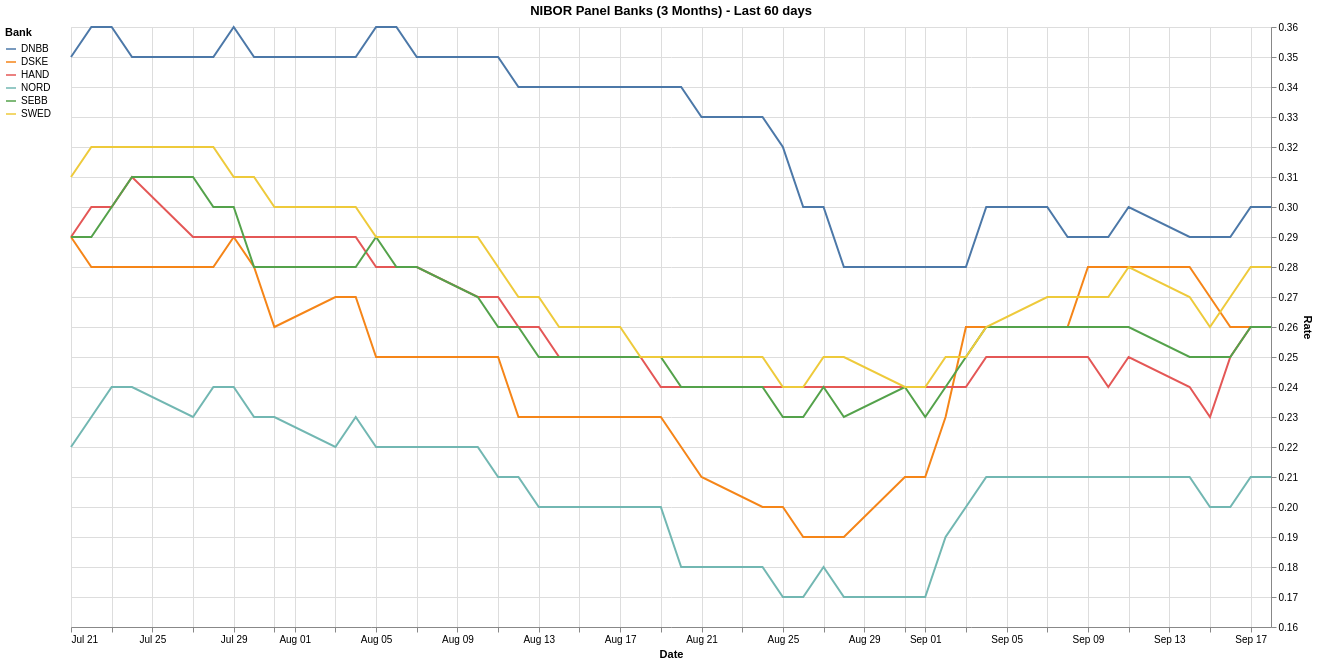 NIBOR Panel Banks (3 Months) - Last 60 days
Bank
DNBB
DSKE
HAND
NORD
SEBB
SWED
0.36
0.35
0.34
0.33
0.32
0.31
0.30
0.29
0.28
0.27
0.26
0.25
0.24
0.23
0.22
0.21
0.20
0.19
0.18
0.17
0.16
Rate
Jul 21 Jul 25 Jul 29 Aug 01 Aug 05 Aug 09 Aug 13 Aug 17 Aug 21 Aug 25 Aug 29 Sep 01 Sep 05 Sep 09 Sep 13 Sep 17
Date